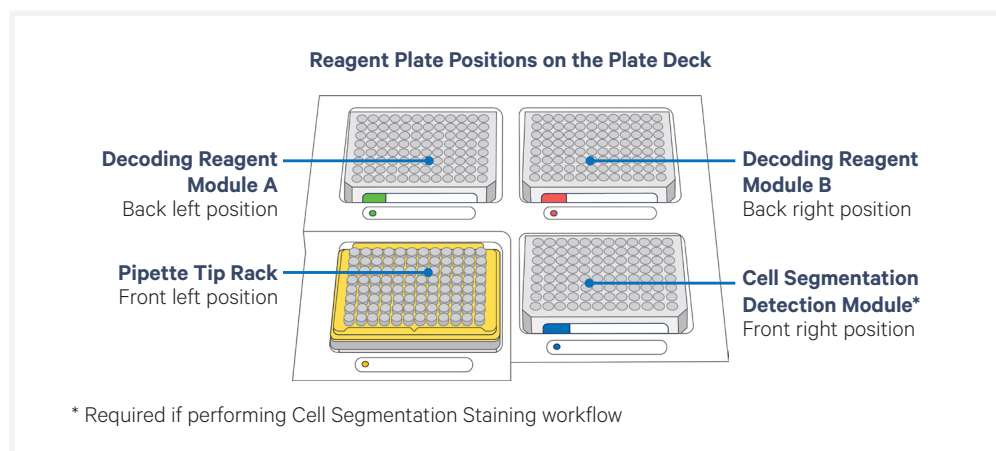 Reagent Plate Positions on the Plate Deck
Decoding Reagent
Module A
Back left position
Decoding Reagent
Module B
Back right position
Pipette Tip Rack
Front left position
Cell Segmentation
Detection Module*
Front right position
* Required if performing Cell Segmentation Staining workflow